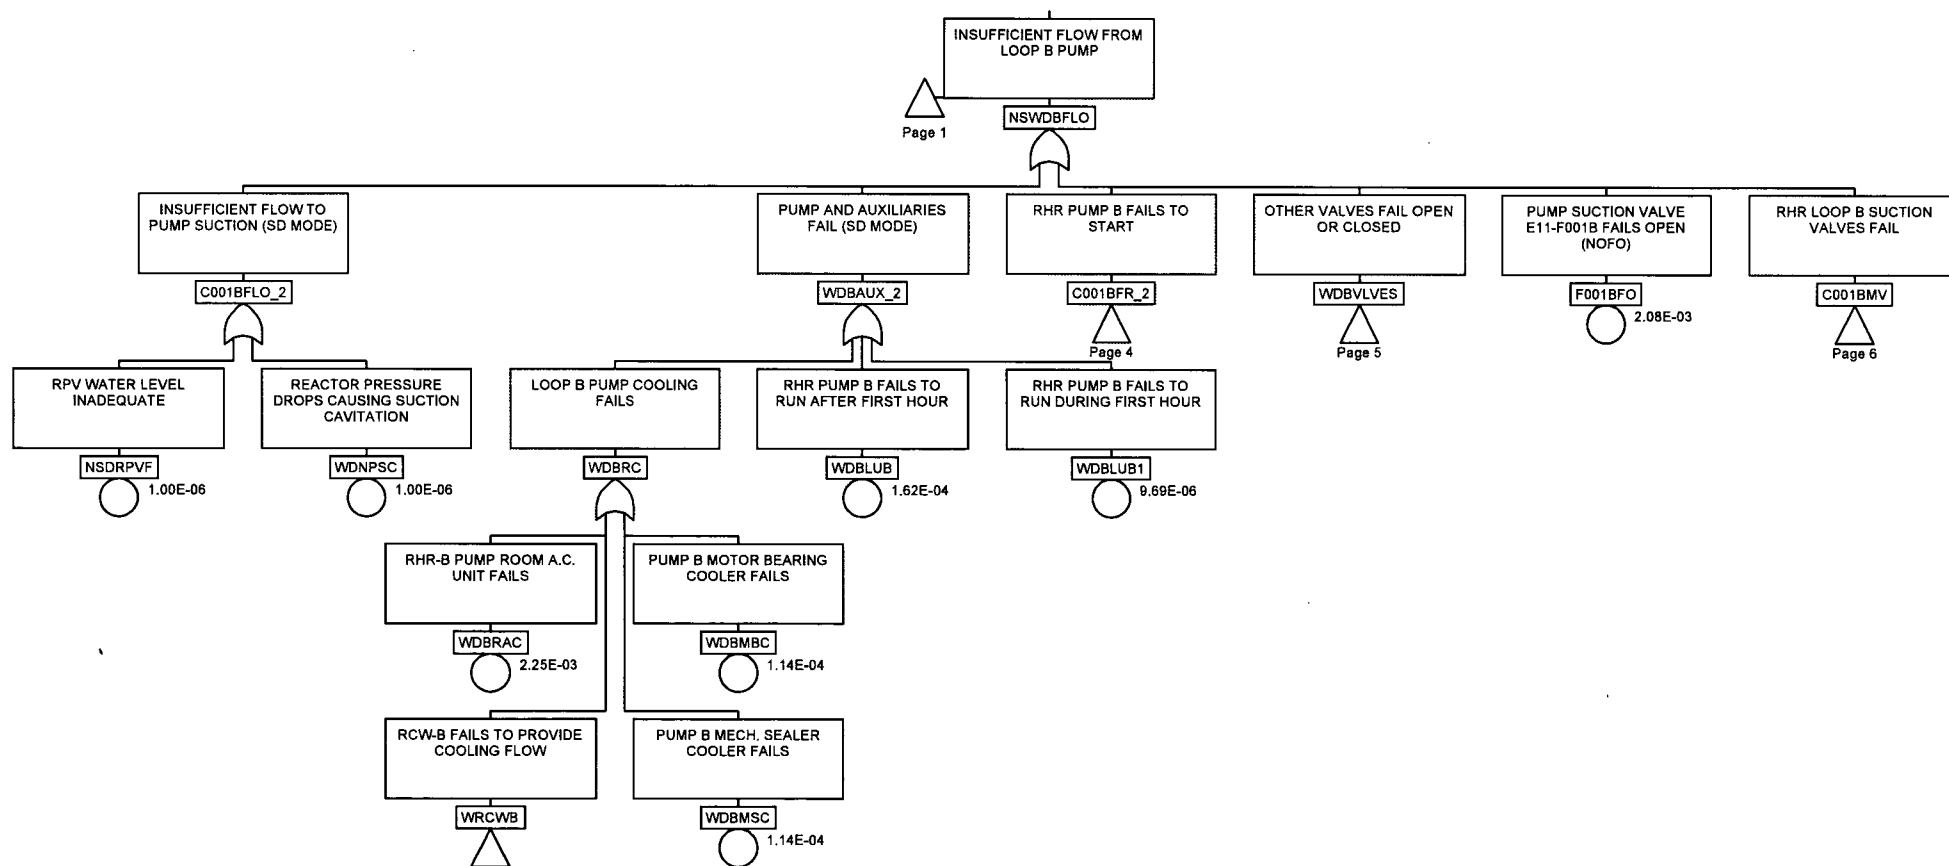 INSUFFICIENT FLOW FROM
LOOP B PUMP
Page 1
NSWDBFLO
INSUFFICIENT FLOW TO
PUMP SUCTION (SD MODE)
C001BFLO_2
PUMP AND AUXILIARIES
FAIL (SD MODE)
WDBAUX_2
RHR PUMP B FAILS TO
START
C001BFR_2
Page 4
OTHER VALVES FAIL OPEN
OR CLOSED
WDBVLVES
Page 5
PUMP SUCTION VALVE
E11-F001B FAILS OPEN
(NOFO)
F001BFO
2.08E-03
RHR LOOP B SUCTION
VALVES FAIL
C001BMV
Page 6
RPV WATER LEVEL
INADEQUATE
NSDRPVF
1.00E-06
REACTOR PRESSURE
DROPS CAUSING SUCTION
CAVITATION
WDNPSC
1.00E-06
LOOP B PUMP COOLING
FAILS
WDBRC
RHR PUMP B FAILS TO
RUN AFTER FIRST HOUR
WDBLUB
1.62E-04
RHR PUMP B FAILS TO
RUN DURING FIRST HOUR
WDBLUB1
9.69E-06
RHR-B PUMP ROOM A.C.
UNIT FAILS
WDBRAC
2.25E-03
PUMP B MOTOR BEARING
COOLER FAILS
WDBMBC
1.14E-04
RCW-B FAILS TO PROVIDE
COOLING FLOW
WRCWB
PUMP B MECH. SEALER
COOLER FAILS
WDBMSC
1.14E-04